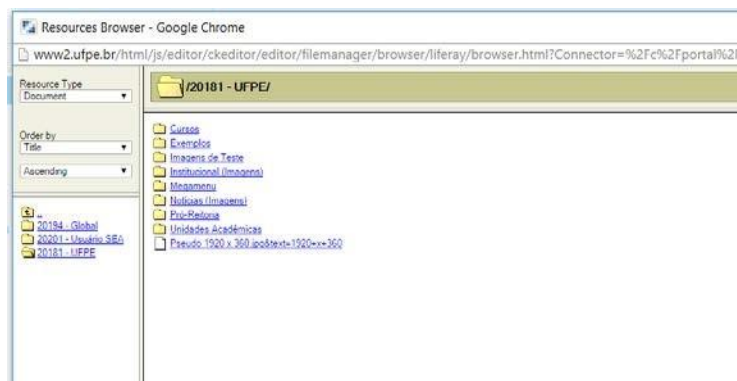 Resources Browser - Google Chrome
www2.ufpe.br/html/js/editor/ckeditor/editor/filemanager/browser/liferay/browser.html?Connector=%2Fc%2Fportal%2
Resource Type
Document
Order by
Title
Ascending
..
20194 - Global
20201 - Usuário SEA
20181 - UFPE
/20181 - UFPE/
Cursos
Exemplos
Imagens de Teste
Institucional (Imagens)
Megamenu
Notícias (Imagens)
Pró-Reitoria
Unidades Acadêmicas
Pseudo 1920 x 360.jpg&text=1920+x+360